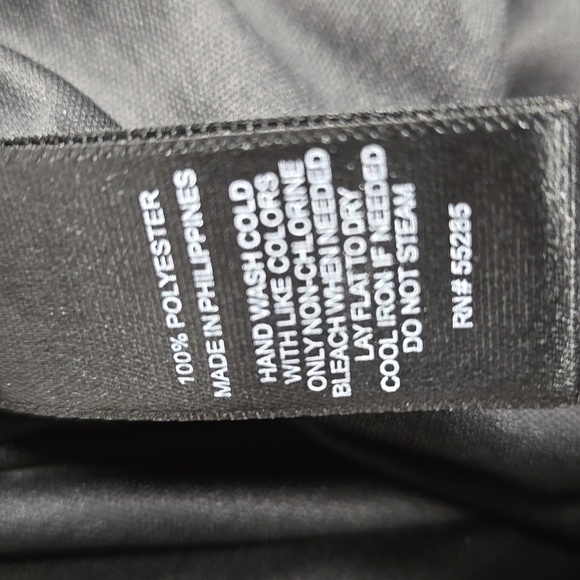 100% POLYESTER
MADE IN PHILIPPINES
HAND WASH COLD
WITH LIKE COLORS
ONLY NON-CHLORINE
BLEACH WHEN NEEDED
LAY FLAT TO DRY
COOL IRON IF NEEDED
DO NOT STEAM
RN# 55285